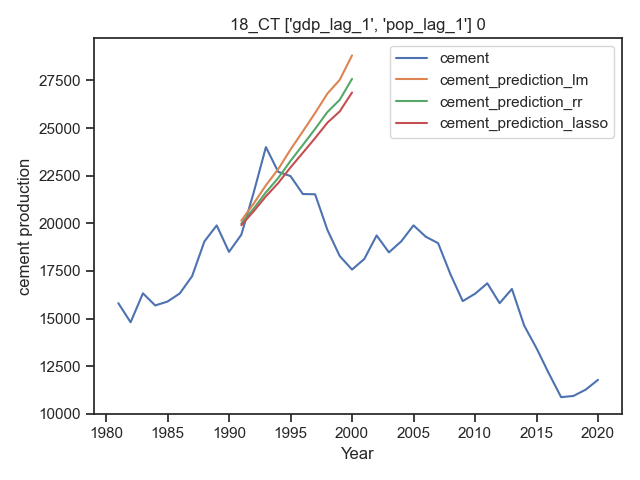 18_CT ['gdp_lag_1', 'pop_lag_1'] 0
cement
cement_prediction_lm
cement_prediction_rr
cement_prediction_lasso
cement production
27500
25000
22500
20000
17500
15000
12500
10000
1980 1985 1990 1995 2000 2005 2010 2015 2020
Year